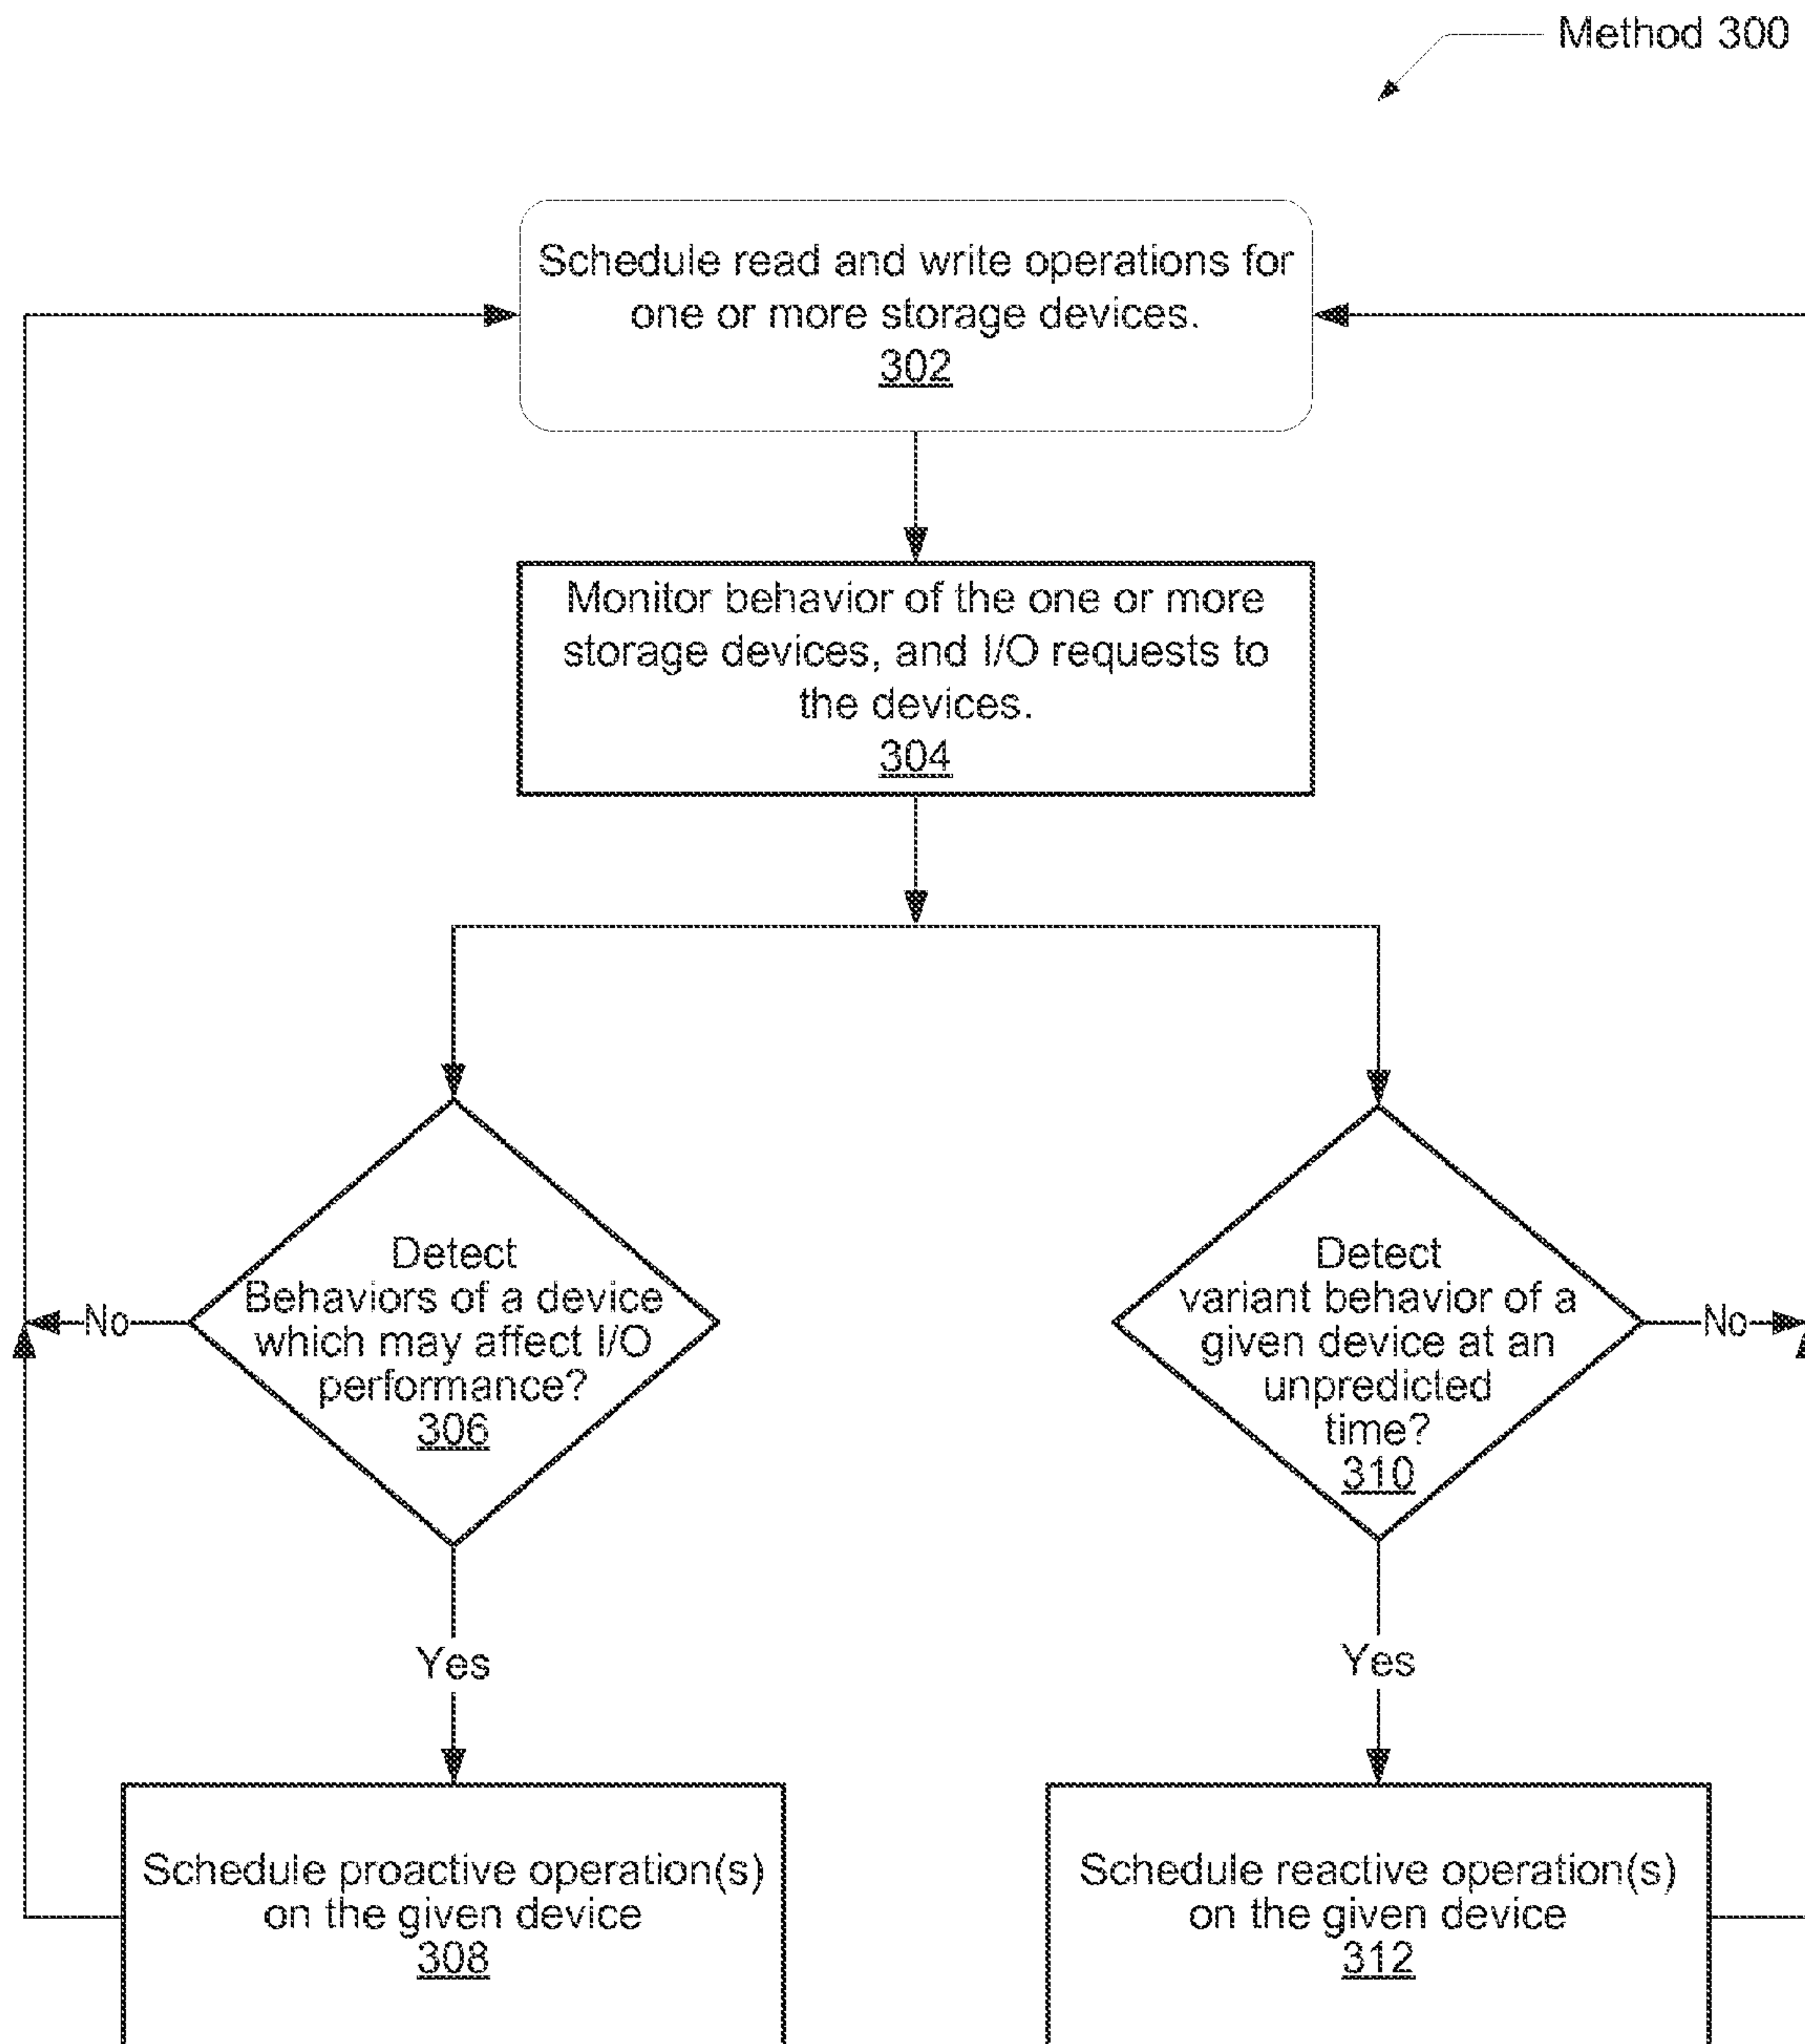 Method 300
Schedule read and write operations for
one or more storage devices.
302
Monitor behavior of the one or more
storage devices, and I/O requests to
the devices.
304
Detect
Behaviors of a device
which may affect I/O
performance?
306
No
Yes
Detect
variant behavior of a
given device at an
unpredicted
time?
310
No
Yes
Schedule proactive operation(s)
on the given device
308
Schedule reactive operation(s)
on the given device
312